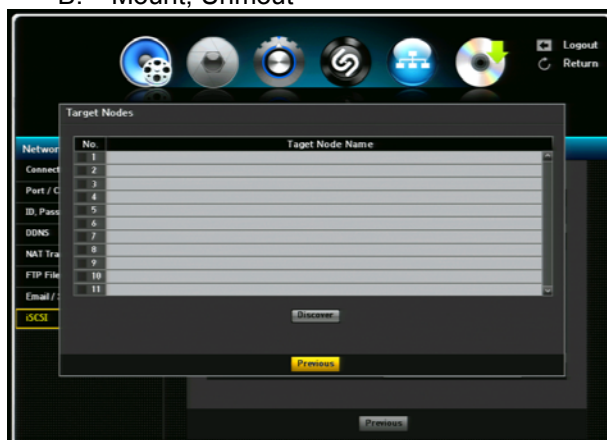 B. Mount, Unmout
Logout
Return
Target Nodes
No. Taget Node Name
1
2
3
4
5
6
7
8
9
10
11
Networ
Connect
Port / C
ID, Pass
DDNS
NAT Tra
FTP File
Email /
iSCSI
Discover
Previous
Previous